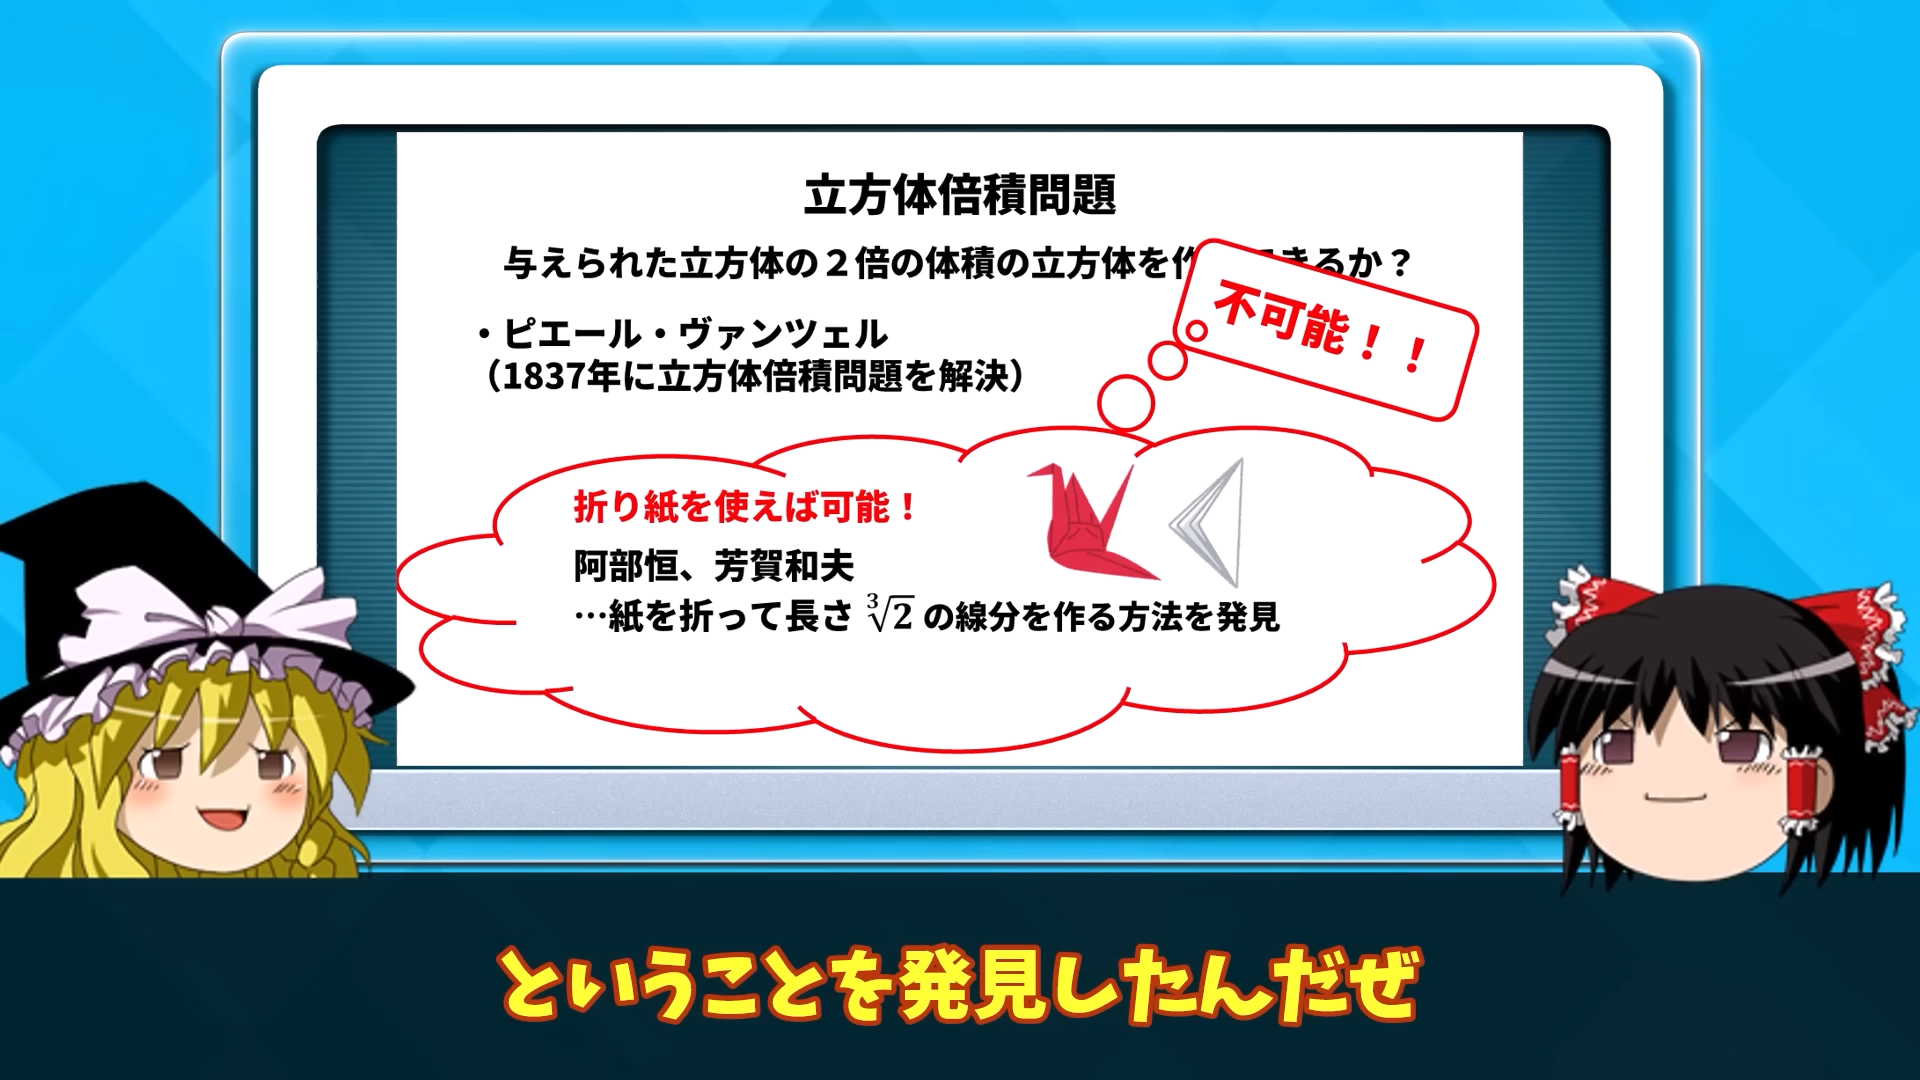 立方体倍積問題
与えられた立方体の２倍の体積の立方体を作 きるか？
不可能！！
・ピエール・ヴァンツェル
（1837年に立方体倍積問題を解決）
折り紙を使えば可能！
阿部恒、芳賀和夫
…紙を折って長さ ∛2 の線分を作る方法を発見
ということを発見したんだぜ